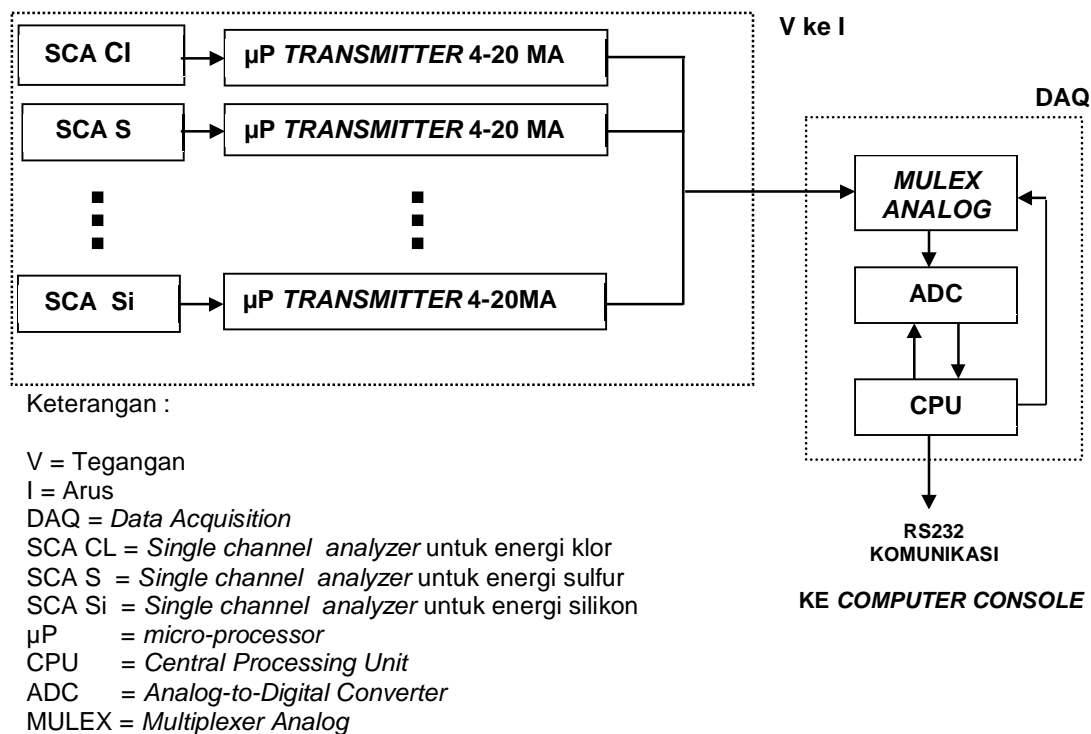 V ke I
SCA Cl
µP TRANSMITTER 4-20 MA
SCA S
µP TRANSMITTER 4-20 MA
SCA Si
µP TRANSMITTER 4-20MA
DAQ
MULEX
ANALOG
ADC
CPU
RS232
KOMUNIKASI
KE COMPUTER CONSOLE
Keterangan :
V = Tegangan
I = Arus
DAQ = Data Acquisition
SCA CL = Single channel analyzer untuk energi klor
SCA S = Single channel analyzer untuk energi sulfur
SCA Si = Single channel analyzer untuk energi silikon
µP = micro-processor
CPU = Central Processing Unit
ADC = Analog-to-Digital Converter
MULEX = Multiplexer Analog